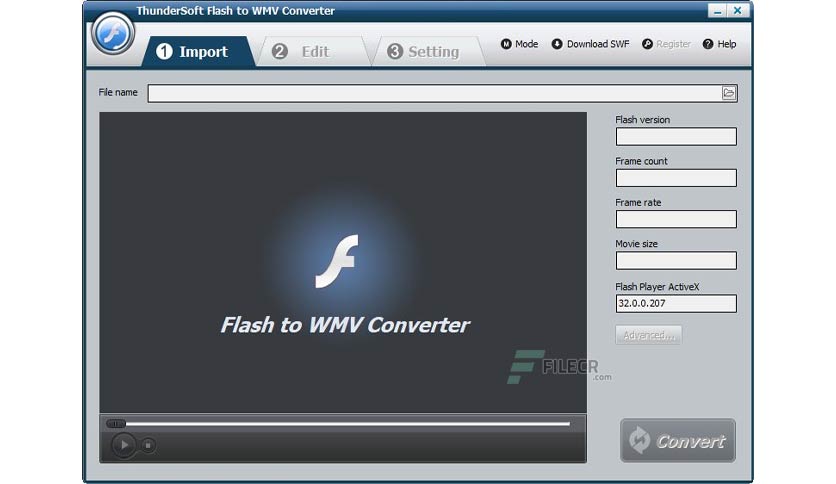 ThunderSoft Flash to WMV Converter
1 Import
2 Edit
3 Setting
M Mode
Download SWF
Register
? Help
File name
Flash version
Frame count
Frame rate
Movie size
Flash Player ActiveX
32.0.0.207
Advanced...
Flash to WMV Converter
FILECR
.com
Convert